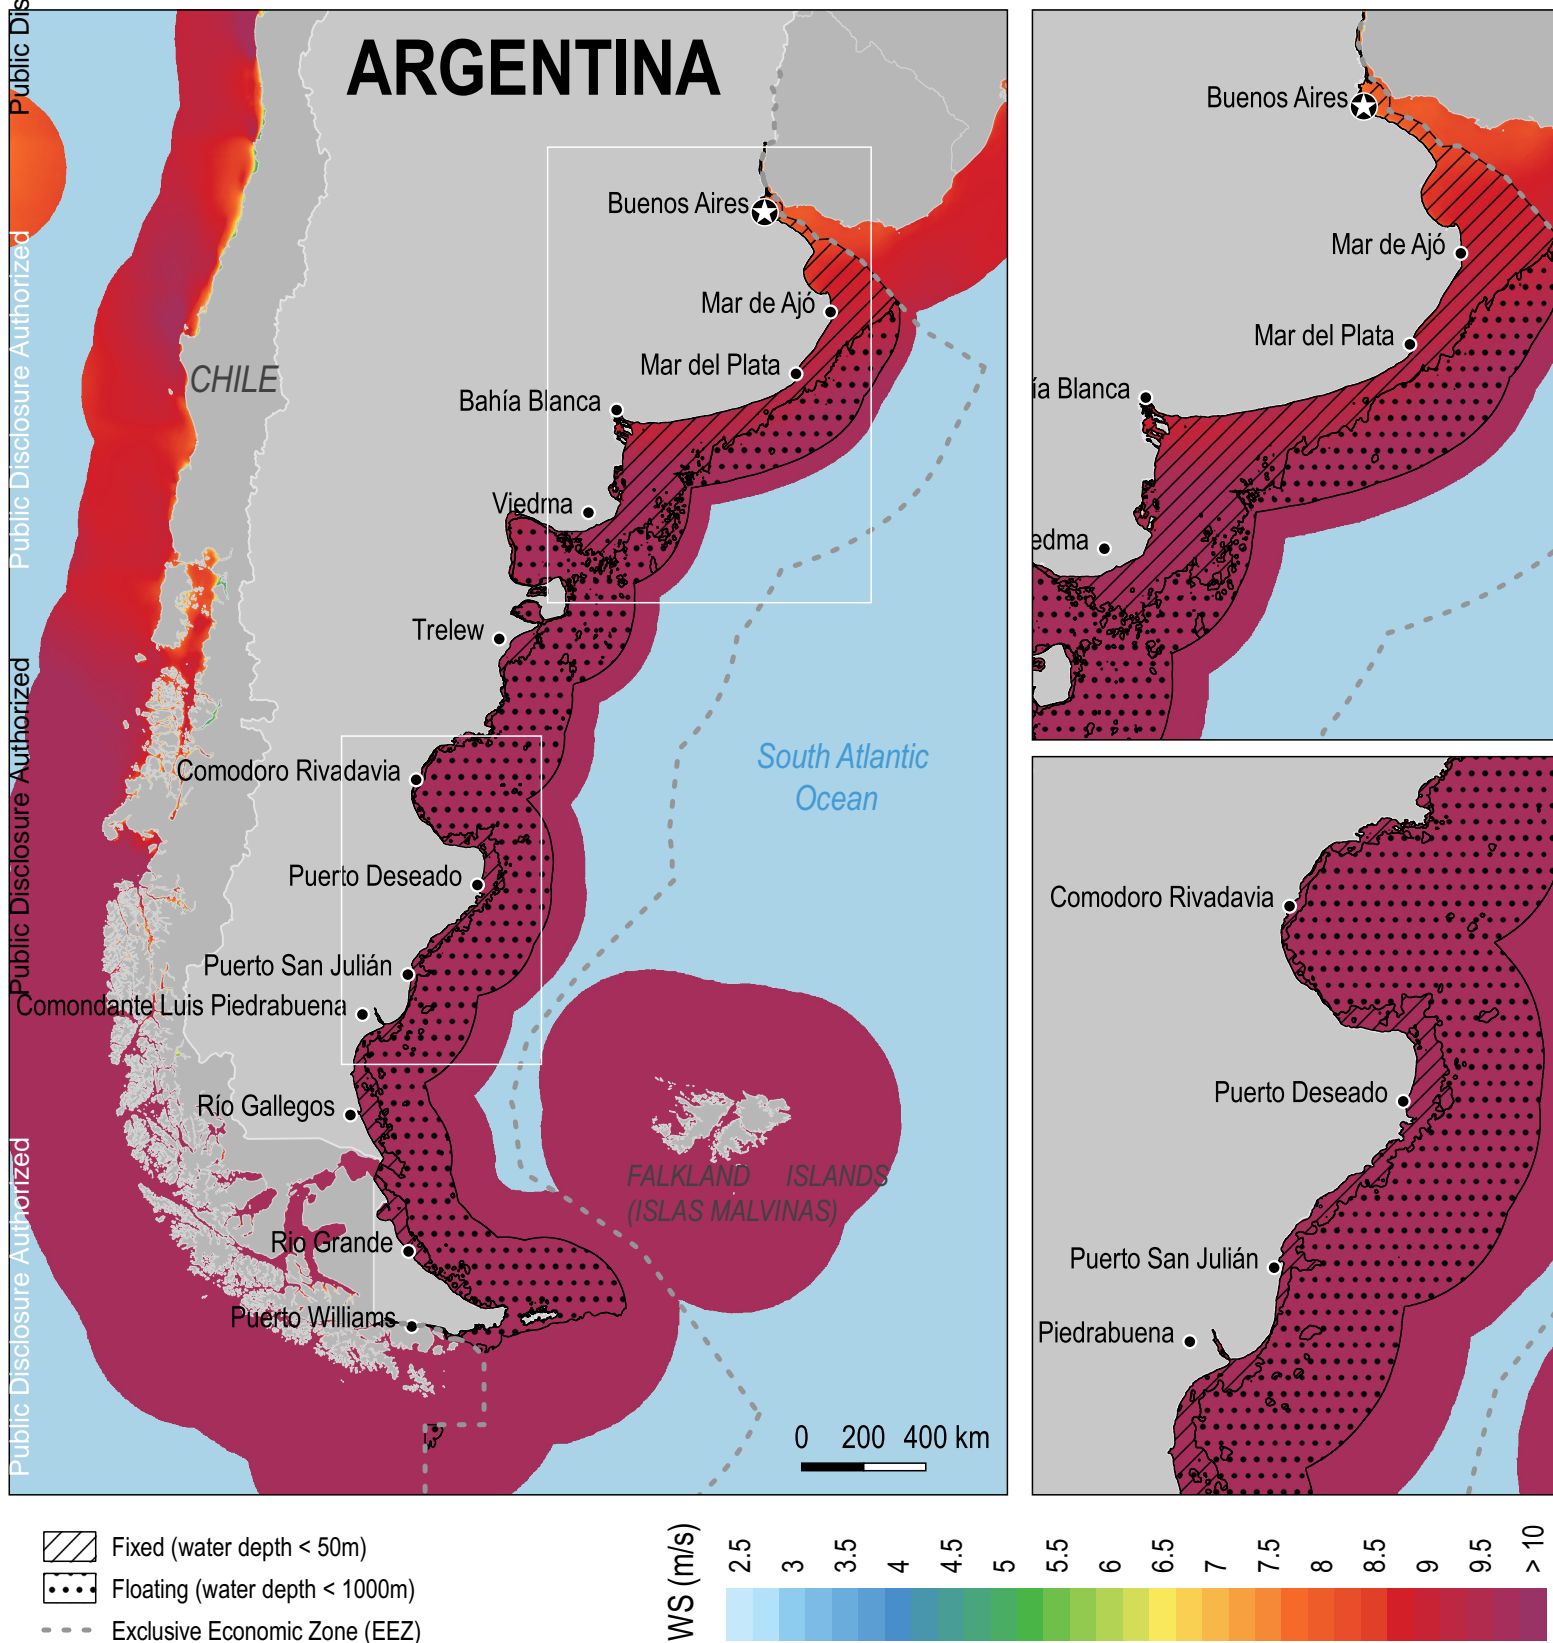 Public Dis
Public Disclosure Authorized
Public Disclosure Authorized
Public Disclosure Authorized
ARGENTINA
Buenos Aires
Mar de Ajó
CHILE
Mar del Plata
Bahía Blanca
Viedma
Trelew
South Atlantic
Ocean
Comodoro Rivadavia
Puerto Deseado
Puerto San Julián
Comondante Luis Piedrabuena
Río Gallegos
FALKLAND ISLANDS
(ISLAS MALVINAS)
Rio Grande
Puerto Williams
0 200 400 km
Buenos Aires
Mar de Ajó
Mar del Plata
ía Blanca
edma
Comodoro Rivadavia
Puerto Deseado
Puerto San Julián
Piedrabuena
Fixed (water depth < 50m)
Floating (water depth < 1000m)
Exclusive Economic Zone (EEZ)
WS (m/s)
2.5 3 3.5 4 4.5 5 5.5 6 6.5 7 7.5 8 8.5 9 9.5 > 10